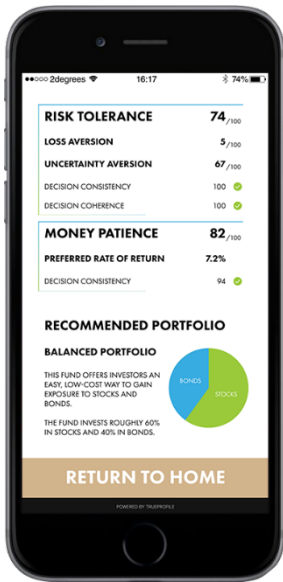 2degrees 16:17 74%
RISK TOLERANCE 74/100
LOSS AVERSION 5/100
UNCERTAINTY AVERSION 67/100
DECISION CONSISTENCY 100
DECISION COHERENCE 100
MONEY PATIENCE 82/100
PREFERRED RATE OF RETURN 7.2%
DECISION CONSISTENCY 94
RECOMMENDED PORTFOLIO
BALANCED PORTFOLIO
THIS FUND OFFERS INVESTORS AN
EASY, LOW-COST WAY TO GAIN
EXPOSURE TO STOCKS AND
BONDS.
THE FUND INVESTS ROUGHLY 60%
IN STOCKS AND 40% IN BONDS.
BONDS
STOCKS
RETURN TO HOME
POWERED BY TRUEPROFILE